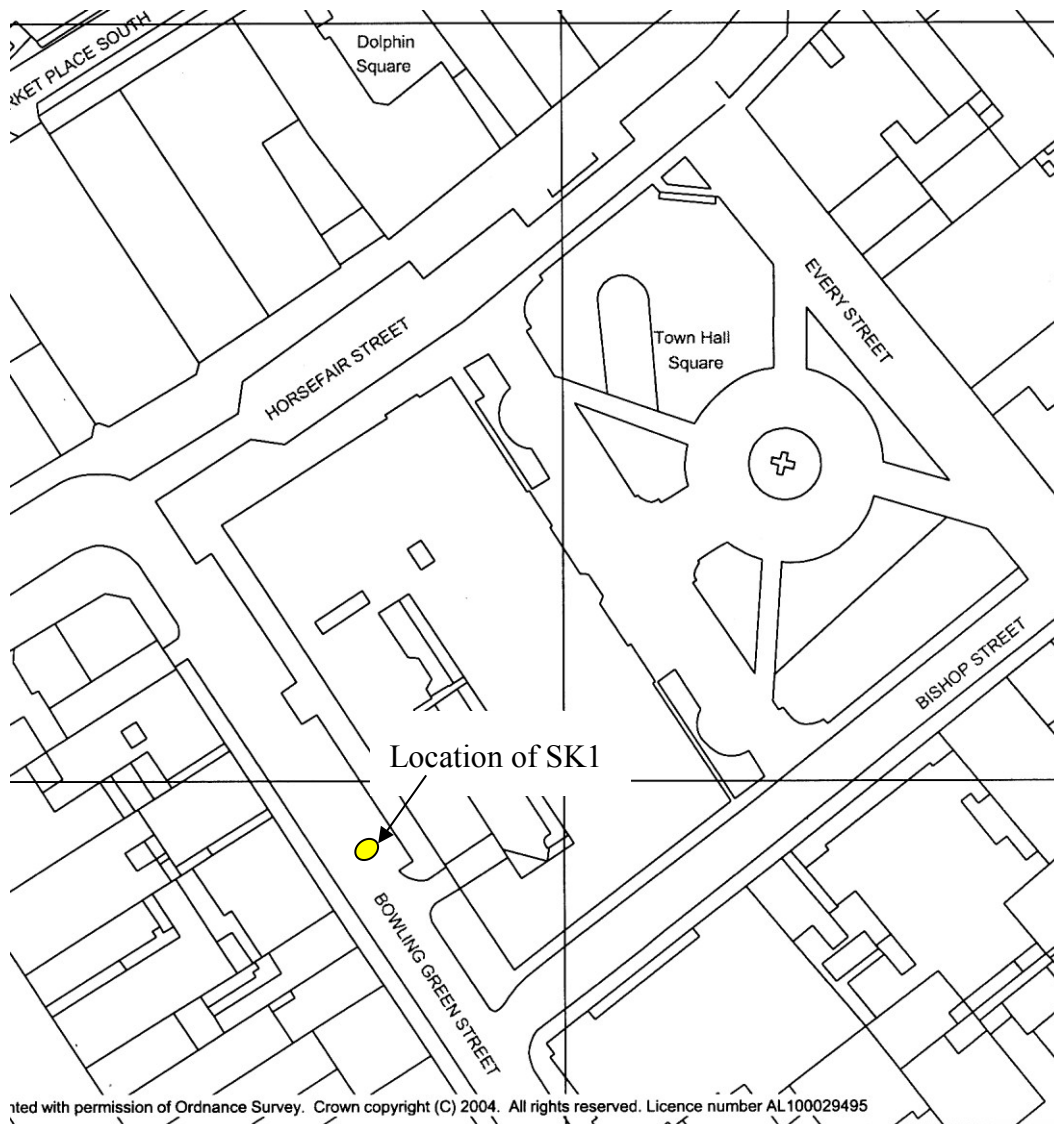 RKET PLACE SOUTH
Dolphin
Square
HORSEFAIR STREET
EVERY STREET
Town Hall
Square
BISHOP STREET
Location of SK1
BOWLING GREEN STREET
nted with permission of Ordnance Survey. Crown copyright (C) 2004. All rights reserved. Licence number AL100029495